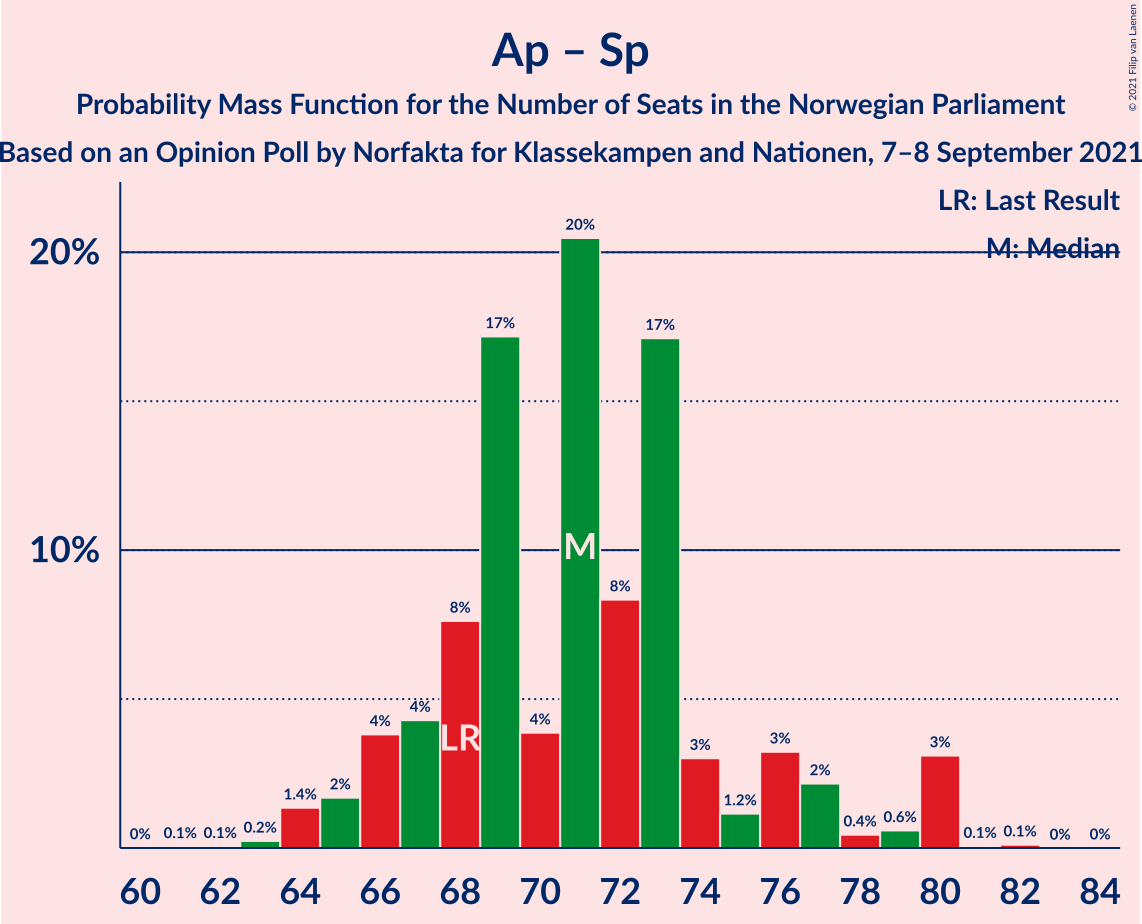 Ap – Sp
Probability Mass Function for the Number of Seats in the Norwegian Parliament
Based on an Opinion Poll by Norfakta for Klassekampen and Nationen, 7–8 September 2021
© 2021 Filip van Laenen
LR: Last Result
M: Median
20%
10%
0% 0.1% 0.1% 0.2% 1.4% 2% 4% 4% 8% 17% 4% 20% 8% 17% 3% 1.2% 3% 2% 0.4% 0.6% 3% 0.1% 0.1% 0% 0%
M
LR
60 62 64 66 68 70 72 74 76 78 80 82 84